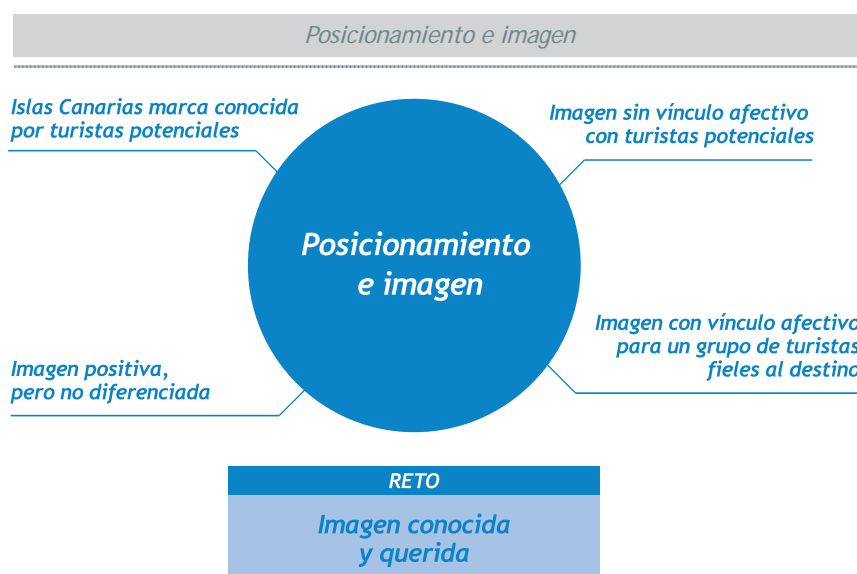 Posicionamiento e imagen
Islas Canarias marca conocida
por turistas potenciales
Imagen sin vínculo afectivo
con turistas potenciales
Posicionamiento
e imagen
Imagen con vínculo afectivo
para un grupo de turistas
fieles al destino
Imagen positiva,
pero no diferenciada
RETO
Imagen conocida
y querida